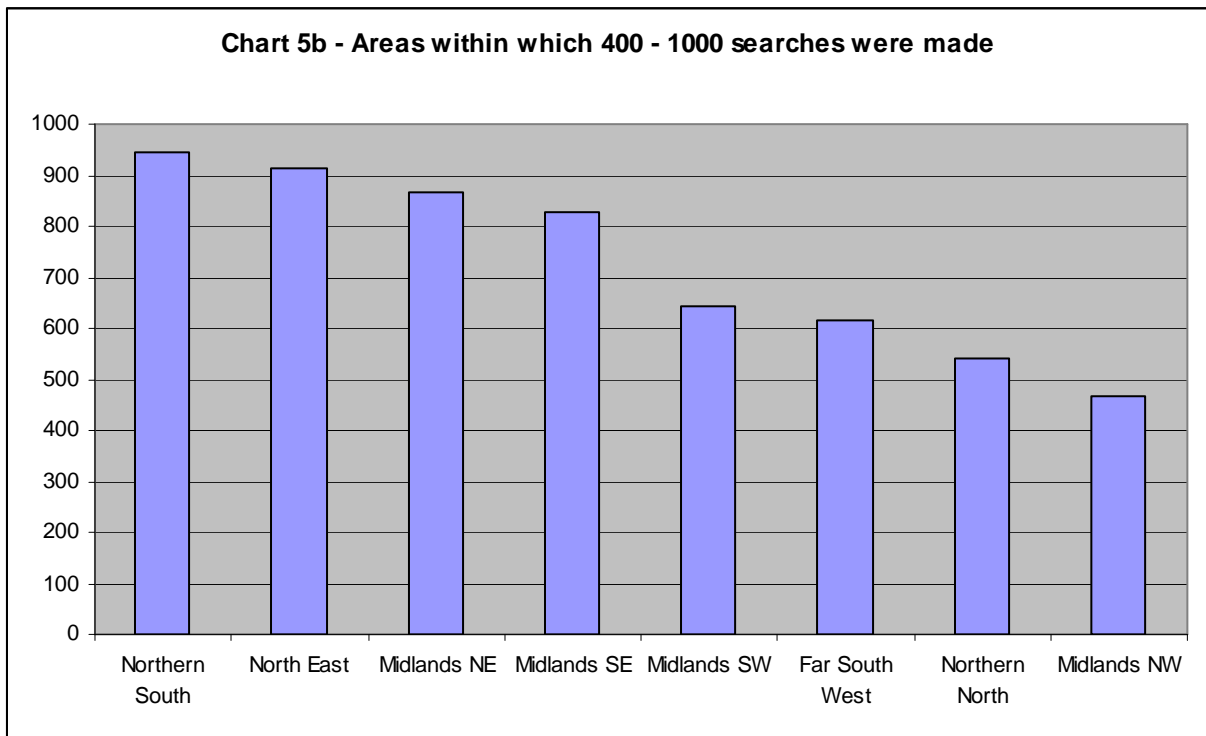 Chart 5b - Areas within which 400 - 1000 searches were made
1000
900
800
700
600
500
400
300
200
100
0
Northern South
North East
Midlands NE
Midlands SE
Midlands SW
Far South West
Northern North
Midlands NW